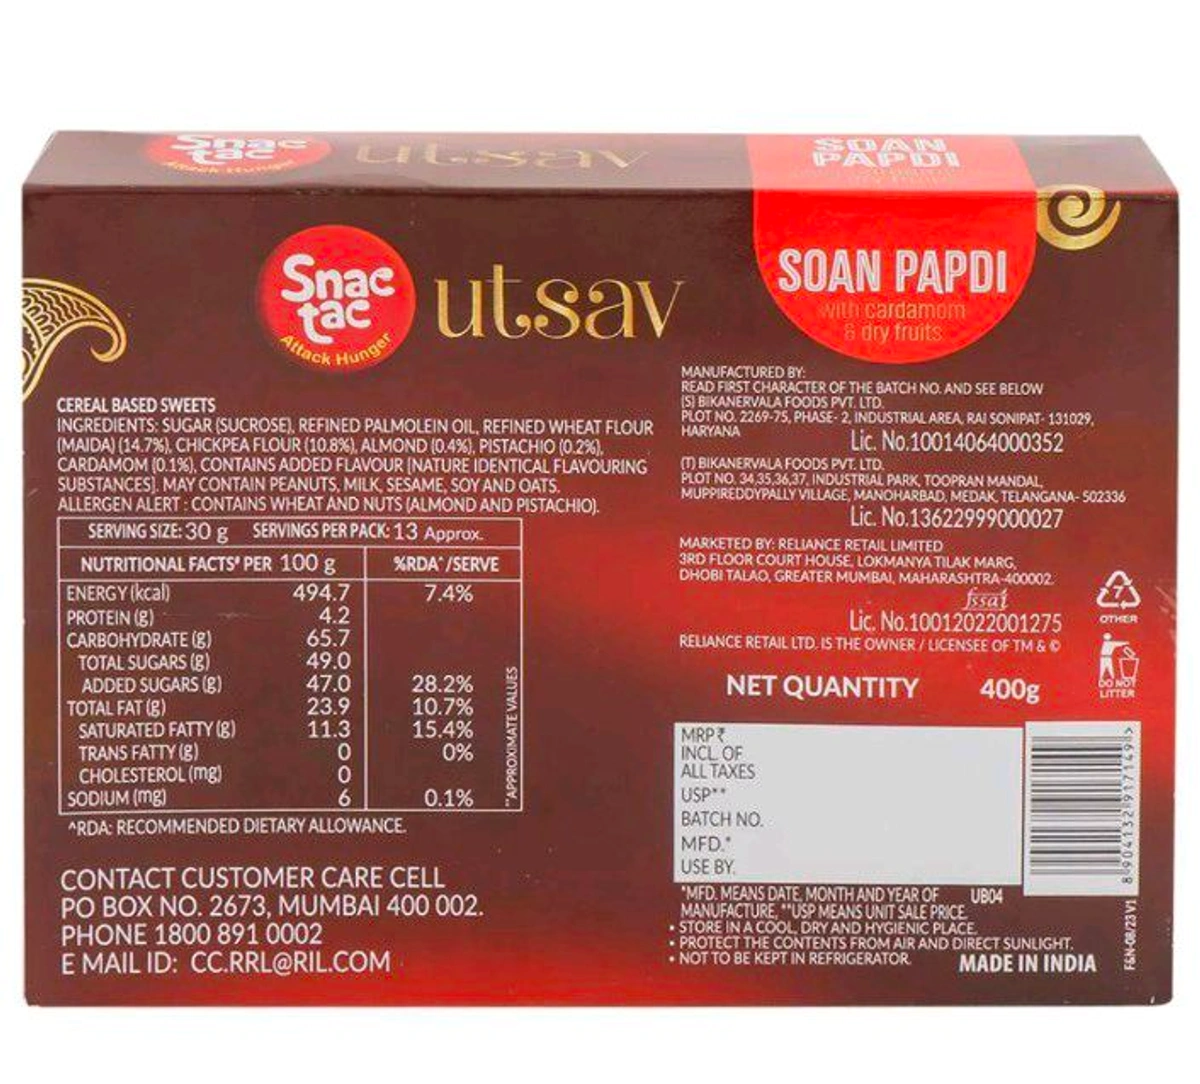 Snac
tac
Attack Hunger
utsav
SOAN
PAPDI
Snac
tac
Attack Hunger
utsav
SOAN PAPDI
with cardamom
& dry fruits
CEREAL BASED SWEETS
INGREDIENTS: SUGAR (SUCROSE), REFINED PALMOLEIN OIL, REFINED WHEAT FLOUR
(MAIDA) (14.7%), CHICKPEA FLOUR (10.8%), ALMOND (0.4%), PISTACHIO (0.2%),
CARDAMOM (0.1%), CONTAINS ADDED FLAVOUR [NATURE IDENTICAL FLAVOURING
SUBSTANCES]. MAY CONTAIN PEANUTS, MILK, SESAME, SOY AND OATS.
ALLERGEN ALERT : CONTAINS WHEAT AND NUTS (ALMOND AND PISTACHIO).
SERVING SIZE: 30 g SERVINGS PER PACK: 13 Approx.
NUTRITIONAL FACTS# PER 100 g %RDA^ /SERVE
ENERGY (kcal) 494.7 7.4%
PROTEIN (g) 4.2
CARBOHYDRATE (g) 65.7
TOTAL SUGARS (g) 49.0
ADDED SUGARS (g) 47.0 28.2%
TOTAL FAT (g) 23.9 10.7%
SATURATED FATTY (g) 11.3 15.4%
TRANS FATTY (g) 0 0%
CHOLESTEROL (mg) 0
SODIUM (mg) 6 0.1%
APPROXIMATE VALUES
^RDA: RECOMMENDED DIETARY ALLOWANCE.
CONTACT CUSTOMER CARE CELL
PO BOX NO. 2673, MUMBAI 400 002.
PHONE 1800 891 0002
E MAIL ID: CC.RRL@RIL.COM
MANUFACTURED BY:
READ FIRST CHARACTER OF THE BATCH NO. AND SEE BELOW
(S) BIKANERVALA FOODS PVT. LTD.
PLOT NO. 2269-75, PHASE- 2, INDUSTRIAL AREA, RAI SONIPAT- 131029,
HARYANA
Lic. No.10014064000352
(T) BIKANERVALA FOODS PVT. LTD.
PLOT NO. 34,35,36,37, INDUSTRIAL PARK, TOOPRAN MANDAL,
MUPPIREDDYPALLY VILLAGE, MANOHARBAD, MEDAK, TELANGANA- 502336
Lic. No.13622999000027
MARKETED BY: RELIANCE RETAIL LIMITED
3RD FLOOR COURT HOUSE, LOKMANYA TILAK MARG,
DHOBI TALAO, GREATER MUMBAI, MAHARASHTRA-400002.
fssai
Lic. No.10012022001275
RELIANCE RETAIL LTD. IS THE OWNER / LICENSEE OF TM & ©
7
OTHER
DO NOT
LITTER
NET QUANTITY 400g
MRP ₹
INCL. OF
ALL TAXES
USP**
BATCH NO.
MFD.*
USE BY.
8 904132 917149 >
*MFD. MEANS DATE, MONTH AND YEAR OF UB04
MANUFACTURE, **USP MEANS UNIT SALE PRICE.
• STORE IN A COOL, DRY AND HYGIENIC PLACE.
• PROTECT THE CONTENTS FROM AIR AND DIRECT SUNLIGHT.
• NOT TO BE KEPT IN REFRIGERATOR.
MADE IN INDIA
F&N-08/23 V1